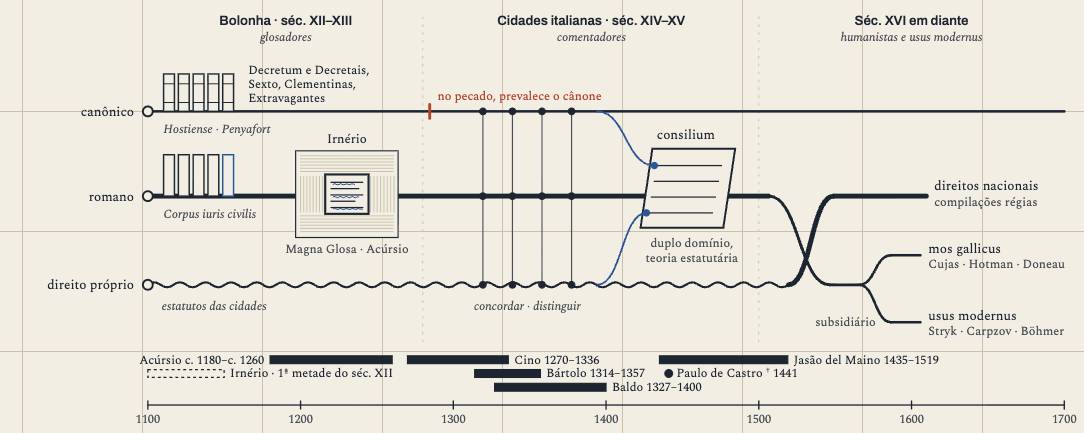 Bolonha · séc. XII–XIII
glosadores
Cidades italianas · séc. XIV–XV
comentadores
Séc. XVI em diante
humanistas e usus modernus
Decretum e Decretais,
Sexto, Clementinas,
Extravagantes
canônico
no pecado, prevalece o cânone
Hostiense · Penyafort
Irnério
consilium
romano
Corpus iuris civilis
Magna Glosa · Acúrsio
duplo domínio,
teoria estatutária
direitos nacionais
compilações régias
direito próprio
estatutos das cidades
concordar · distinguir
mos gallicus
Cujas · Hotman · Doneau
subsidiário
usus modernus
Stryk · Carpzov · Böhmer
Acúrsio c. 1180–c. 1260
Cino 1270–1336
Jasão del Maino 1435–1519
Irnério · 1ª metade do séc. XII
Bártolo 1314–1357
Paulo de Castro † 1441
Baldo 1327–1400
1100 1200 1300 1400 1500 1600 1700